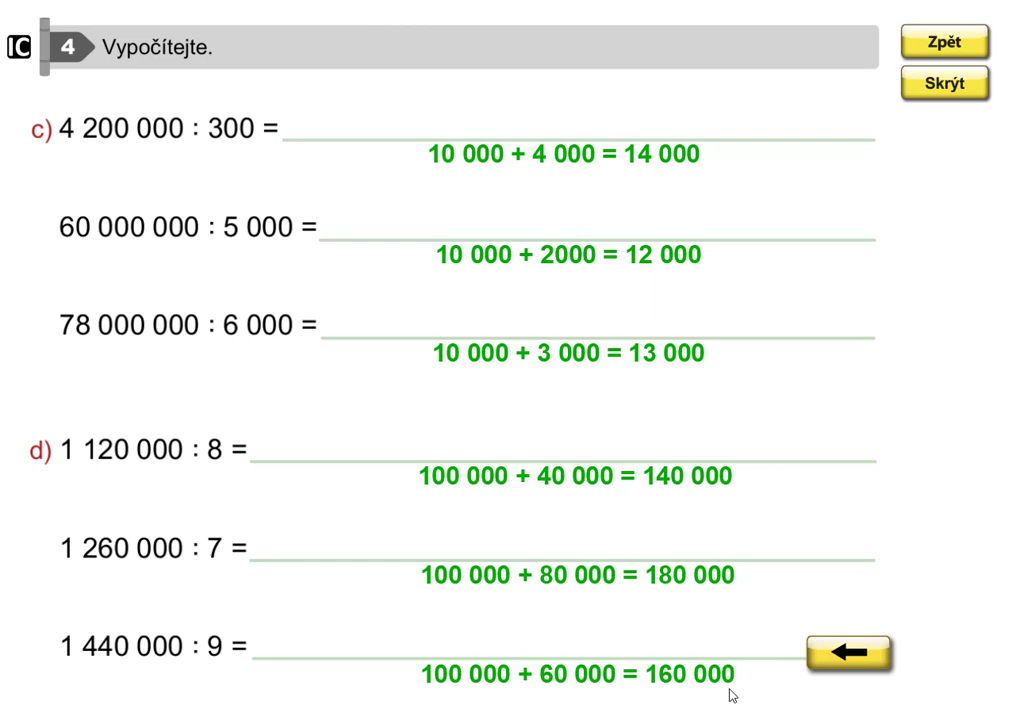 IC
4 Vypočítejte.
Zpět
Skrýt
c) 4 200 000 : 300 =
10 000 + 4 000 = 14 000
60 000 000 : 5 000 =
10 000 + 2000 = 12 000
78 000 000 : 6 000 =
10 000 + 3 000 = 13 000
d) 1 120 000 : 8 =
100 000 + 40 000 = 140 000
1 260 000 : 7 =
100 000 + 80 000 = 180 000
1 440 000 : 9 =
100 000 + 60 000 = 160 000